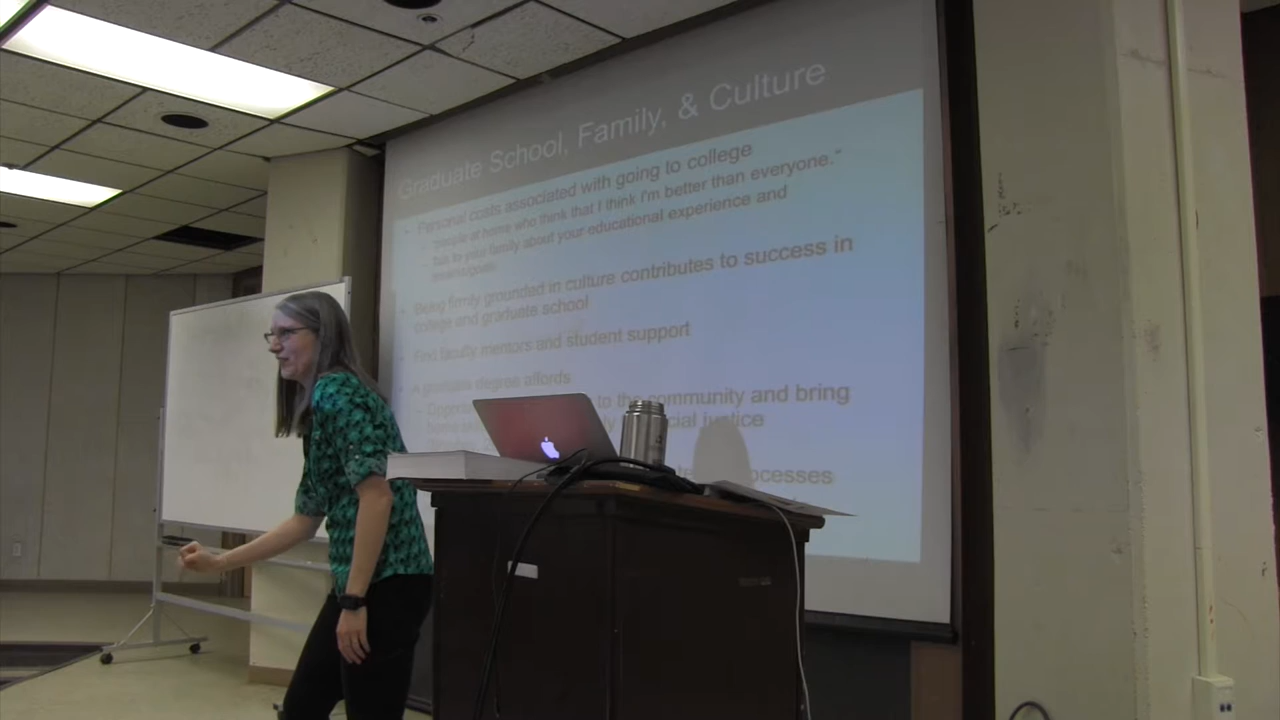 Graduate School, Family, & Culture
Personal costs associated with going to college
"people at home who think that I think I'm better than everyone."
Talk to your family about your educational experience and
Being firmly grounded in culture contributes to success in
college and graduate school
Find faculty mentors and student support
A graduate degree affords
to the community and bring
justice
processes